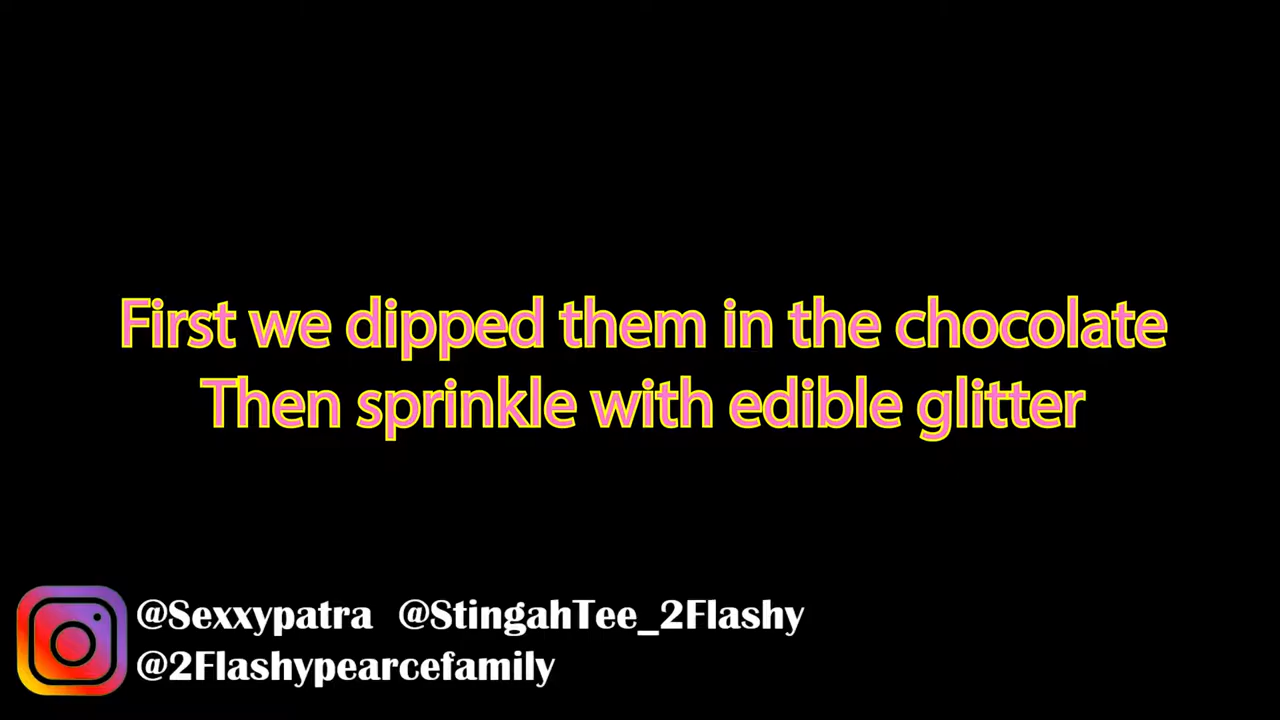 First we dipped them in the chocolate
Then sprinkle with edible glitter
@Sexxypatra @StingahTee_2Flashy
@2Flashypearcefamily